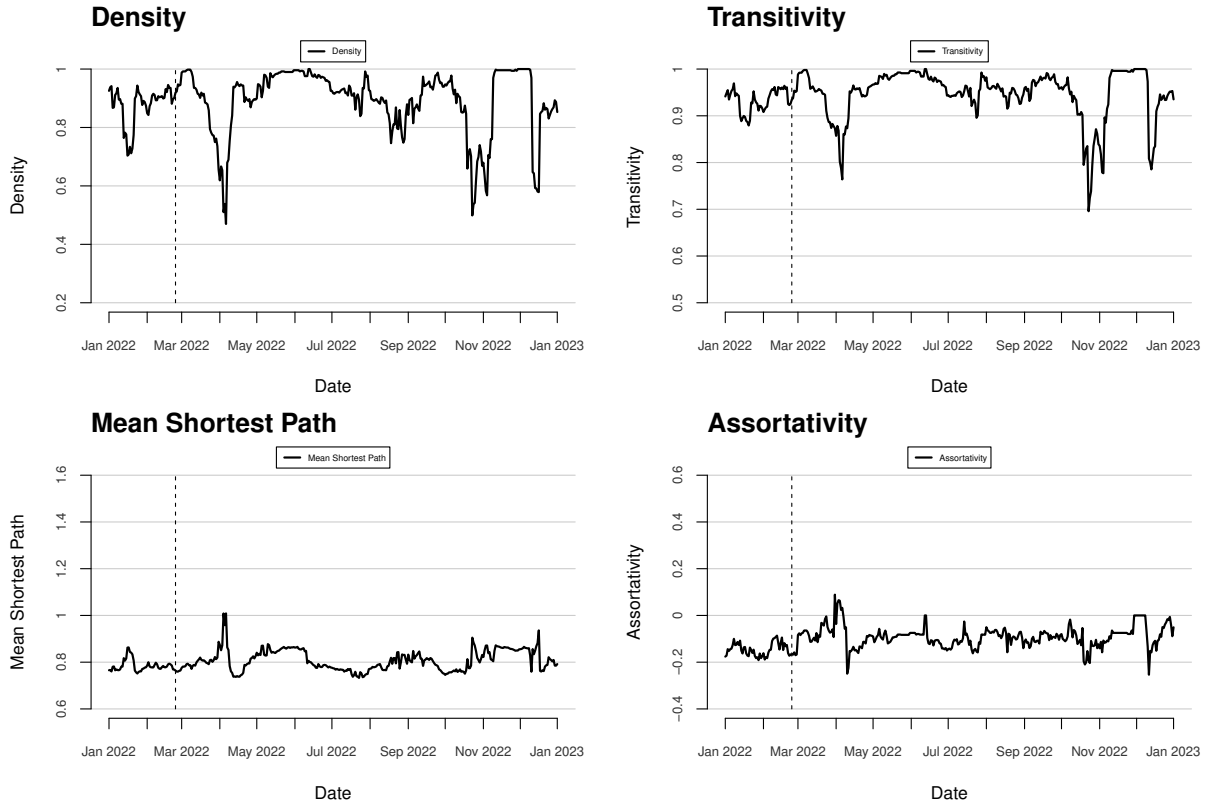 Density
Density
Density
1
0.8
0.6
0.4
0.2
Jan 2022 Mar 2022 May 2022 Jul 2022 Sep 2022 Nov 2022 Jan 2023
Date
Transitivity
Transitivity
Transitivity
1
0.9
0.8
0.7
0.6
0.5
Jan 2022 Mar 2022 May 2022 Jul 2022 Sep 2022 Nov 2022 Jan 2023
Date
Mean Shortest Path
Mean Shortest Path
Mean Shortest Path
1.6
1.4
1.2
1
0.8
0.6
Jan 2022 Mar 2022 May 2022 Jul 2022 Sep 2022 Nov 2022 Jan 2023
Date
Assortativity
Assortativity
Assortativity
0.6
0.4
0.2
0
−0.2
−0.4
Jan 2022 Mar 2022 May 2022 Jul 2022 Sep 2022 Nov 2022 Jan 2023
Date